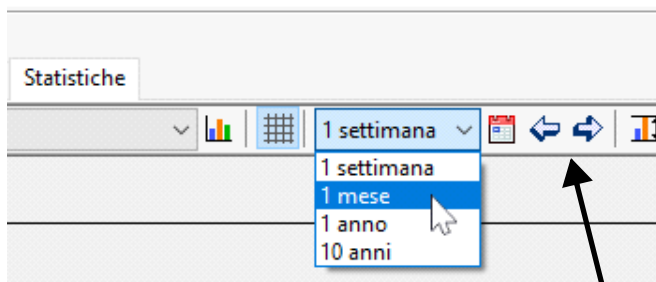 Statistiche
1 settimana
1 settimana
1 mese
1 anno
10 anni